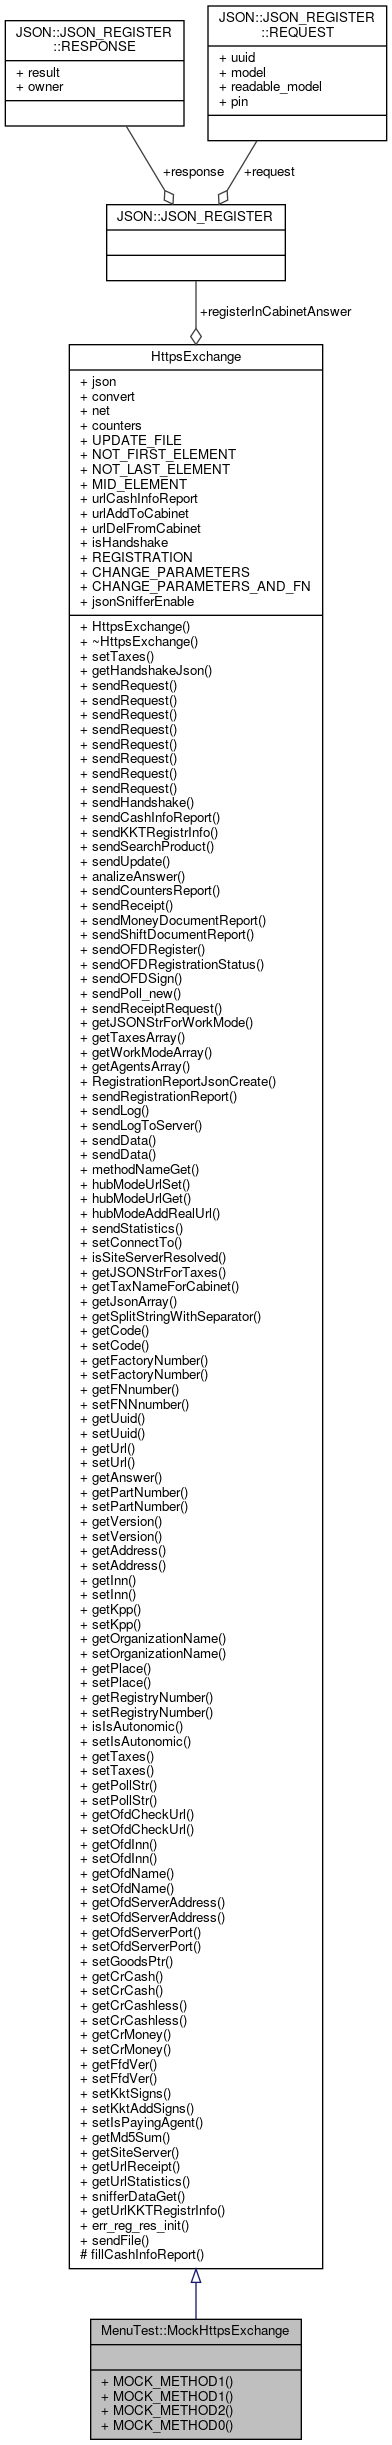 JSON::JSON_REGISTER
::RESPONSE
+ result
+ owner
JSON::JSON_REGISTER
::REQUEST
+ uuid
+ model
+ readable_model
+ pin
+response
+request
JSON::JSON_REGISTER
+registerInCabinetAnswer
HttpsExchange
+ json
+ convert
+ net
+ counters
+ UPDATE_FILE
+ NOT_FIRST_ELEMENT
+ NOT_LAST_ELEMENT
+ MID_ELEMENT
+ urlCashInfoReport
+ urlAddToCabinet
+ urlDelFromCabinet
+ isHandshake
+ REGISTRATION
+ CHANGE_PARAMETERS
+ CHANGE_PARAMETERS_AND_FN
+ jsonSnifferEnable
+ HttpsExchange()
+ ~HttpsExchange()
+ setTaxes()
+ getHandshakeJson()
+ sendRequest()
+ sendRequest()
+ sendRequest()
+ sendRequest()
+ sendRequest()
+ sendRequest()
+ sendRequest()
+ sendRequest()
+ sendHandshake()
+ sendCashInfoReport()
+ sendKKTRegistrInfo()
+ sendSearchProduct()
+ sendUpdate()
+ analizeAnswer()
+ sendCountersReport()
+ sendReceipt()
+ sendMoneyDocumentReport()
+ sendShiftDocumentReport()
+ sendOFDRegister()
+ sendOFDRegistrationStatus()
+ sendOFDSign()
+ sendPoll_new()
+ sendReceiptRequest()
+ getJSONStrForWorkMode()
+ getTaxesArray()
+ getWorkModeArray()
+ getAgentsArray()
+ RegistrationReportJsonCreate()
+ sendRegistrationReport()
+ sendLog()
+ sendLogToServer()
+ sendData()
+ sendData()
+ methodNameGet()
+ hubModeUrlSet()
+ hubModeUrlGet()
+ hubModeAddRealUrl()
+ sendStatistics()
+ setConnectTo()
+ isSiteServerResolved()
+ getJSONStrForTaxes()
+ getTaxNameForCabinet()
+ getJsonArray()
+ getSplitStringWithSeparator()
+ getCode()
+ setCode()
+ getFactoryNumber()
+ setFactoryNumber()
+ getFNnumber()
+ setFNNnumber()
+ getUuid()
+ setUuid()
+ getUrl()
+ setUrl()
+ getAnswer()
+ getPartNumber()
+ setPartNumber()
+ getVersion()
+ setVersion()
+ getAddress()
+ setAddress()
+ getInn()
+ setInn()
+ getKpp()
+ setKpp()
+ getOrganizationName()
+ setOrganizationName()
+ getPlace()
+ setPlace()
+ getRegistryNumber()
+ setRegistryNumber()
+ isIsAutonomic()
+ setIsAutonomic()
+ getTaxes()
+ setTaxes()
+ getPollStr()
+ setPollStr()
+ getOfdCheckUrl()
+ setOfdCheckUrl()
+ getOfdInn()
+ setOfdInn()
+ getOfdName()
+ setOfdName()
+ getOfdServerAddress()
+ setOfdServerAddress()
+ getOfdServerPort()
+ setOfdServerPort()
+ setGoodsPtr()
+ getCrCash()
+ setCrCash()
+ getCrCashless()
+ setCrCashless()
+ getCrMoney()
+ setCrMoney()
+ getFfdVer()
+ setFfdVer()
+ setKktSigns()
+ setKktAddSigns()
+ setIsPayingAgent()
+ getMd5Sum()
+ getSiteServer()
+ getUrlReceipt()
+ getUrlStatistics()
+ snifferDataGet()
+ getUrlKKTRegistrInfo()
+ err_reg_res_init()
+ sendFile()
# fillCashInfoReport()
MenuTest::MockHttpsExchange
+ MOCK_METHOD1()
+ MOCK_METHOD1()
+ MOCK_METHOD2()
+ MOCK_METHOD0()